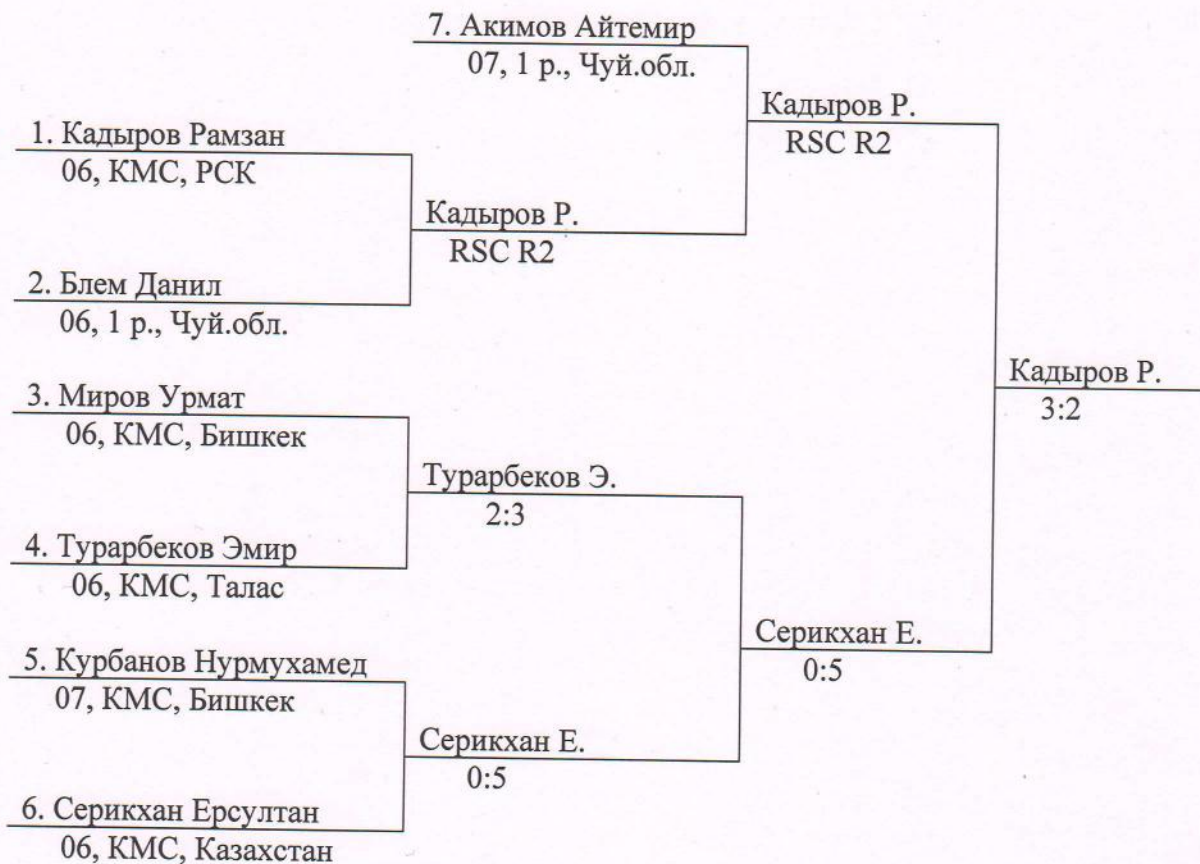 7. Акимов Айтемир
07, 1 р., Чуй.обл.
1. Кадыров Рамзан
06, КМС, РСК
Кадыров Р.
RSC R2
Кадыров Р.
RSC R2
2. Блем Данил
06, 1 р., Чуй.обл.
3. Миров Урмат
06, КМС, Бишкек
Турарбеков Э.
2:3
4. Турарбеков Эмир
06, КМС, Талас
Кадыров Р.
3:2
5. Курбанов Нурмухамед
07, КМС, Бишкек
Серикхан Е.
0:5
Серикхан Е.
0:5
6. Серикхан Ерсултан
06, КМС, Казахстан